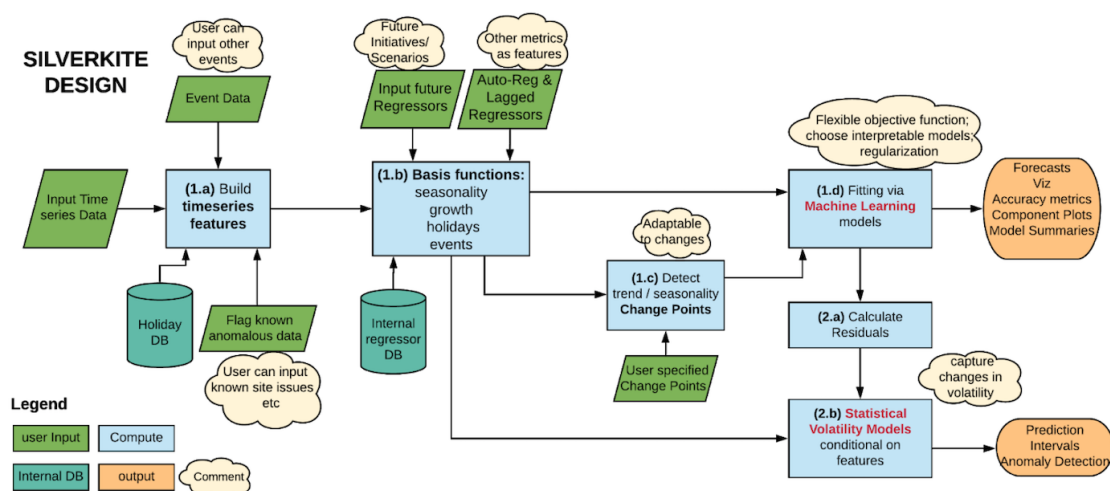 SILVERKITE
DESIGN
User can
input other
events
Event Data
Future
Initiatives/
Scenarios
Input future
Regressors
Other metrics
as features
Auto-Reg &
Lagged
Regressors
Input Time
series Data
(1.a) Build
timeseries
features
Holiday
DB
Flag known
anomalous data
User can input
known site issues
etc
(1.b) Basis functions:
seasonality
growth
holidays
events
Internal
regressor
DB
Adaptable
to changes
(1.c) Detect
trend / seasonality
Change Points
User specified
Change Points
Flexible objective function;
choose interpretable models;
regularization
(1.d) Fitting via
Machine Learning
models
Forecasts
Viz
Accuracy metrics
Component Plots
Model Summaries
(2.a) Calculate
Residuals
capture
changes in
volatility
(2.b) Statistical
Volatility Models
conditional on
features
Prediction
Intervals
Anomaly Detection
Legend
user Input
Compute
Internal DB
output
Comment